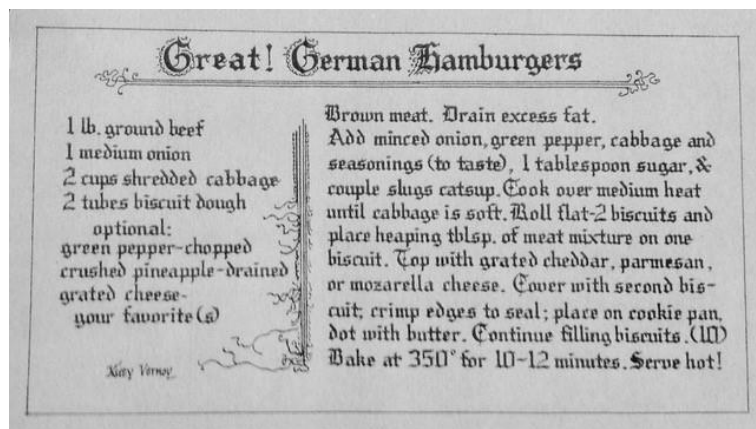 Great! German Hamburgers
1 lb. ground beef
1 medium onion
2 cups shredded cabbage
2 tubes biscuit dough
optional:
green pepper-chopped
crushed pineapple-drained
grated cheese-
your favorite(s)
Vernoy
Brown meat. Drain excess fat.
Add minced onion, green pepper, cabbage and
seasonings (to taste), 1 tablespoon sugar, &
couple slugs catsup. Cook over medium heat
until cabbage is soft. Roll flat-2 biscuits and
place heaping tblsp. of meat mixture on one
biscuit. Top with grated cheddar, parmesan,
or mozarella cheese. Cover with second bis-
cuit; crimp edges to seal; place on cookie pan,
dot with butter. Continue filling biscuits. (10)
Bake at 350° for 10-12 minutes. Serve hot!